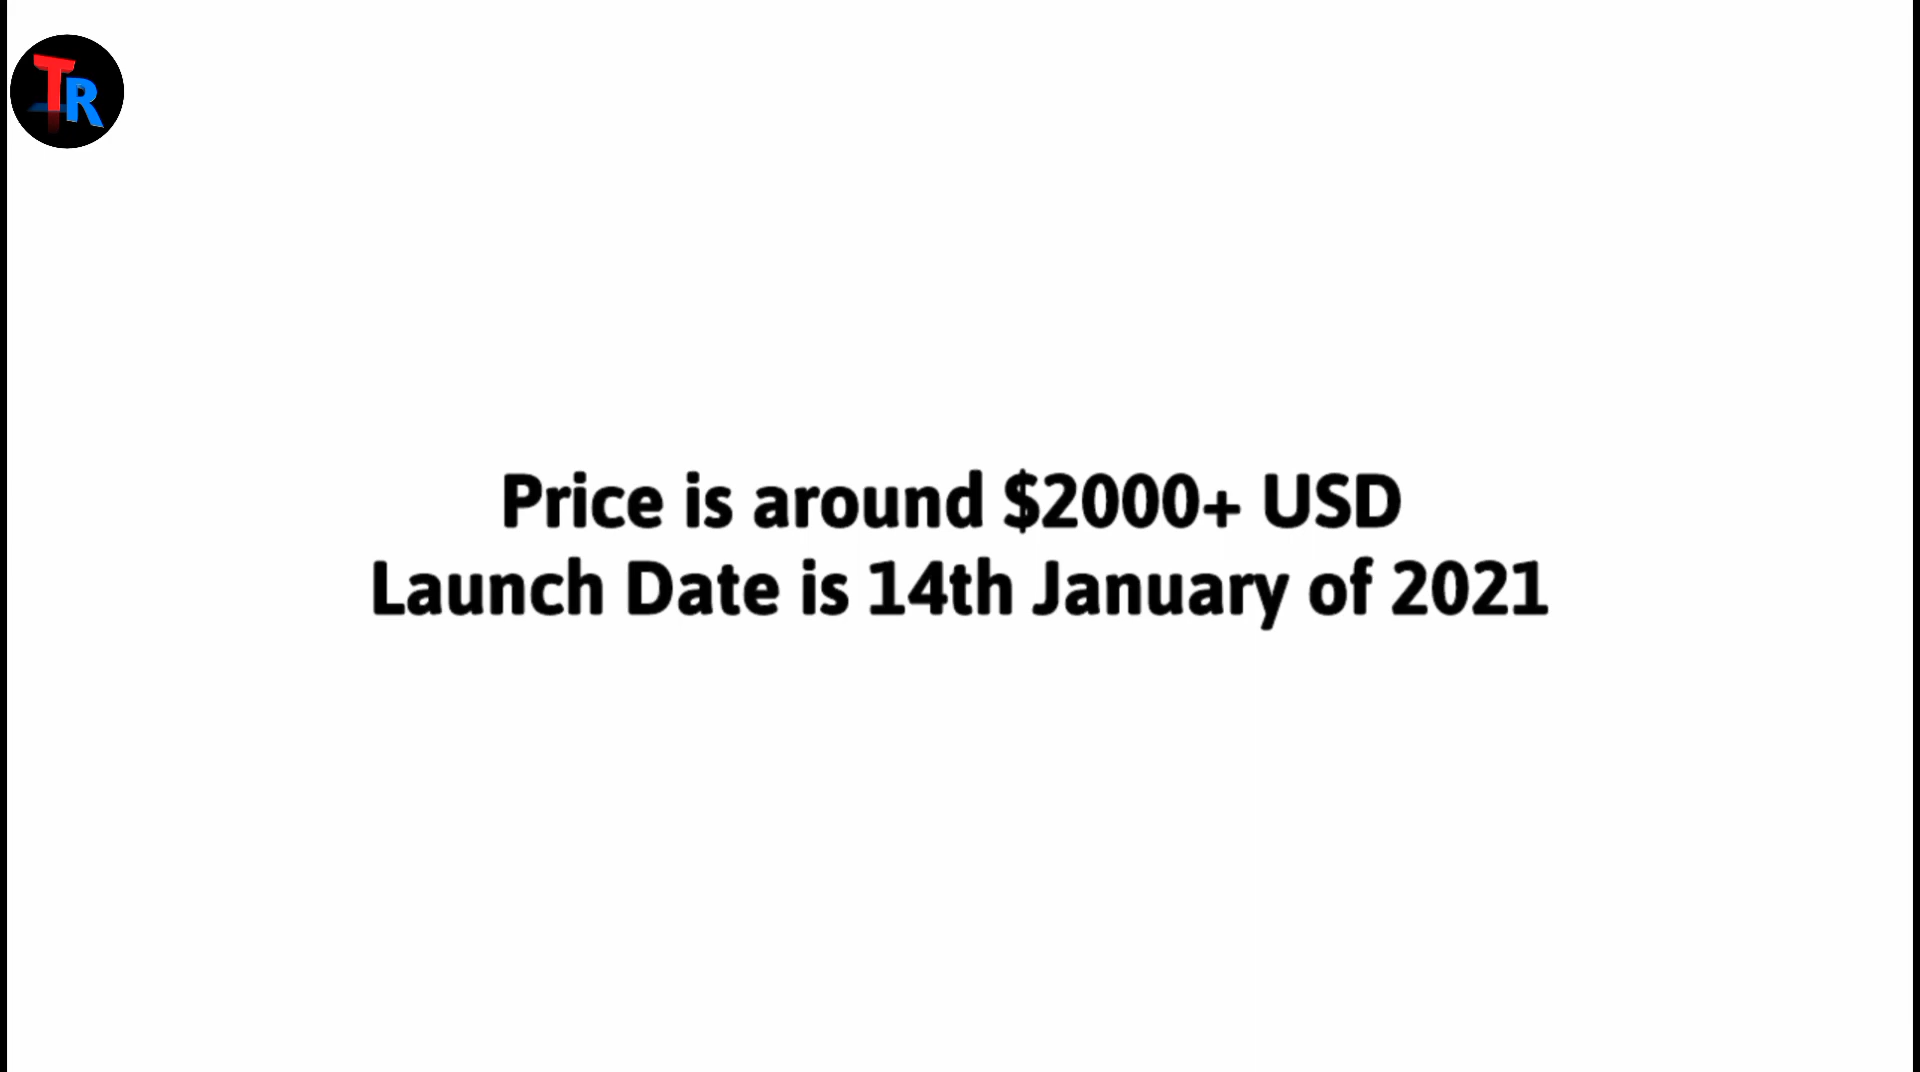 TR
Price is around $2000+ USD
Launch Date is 14th January of 2021